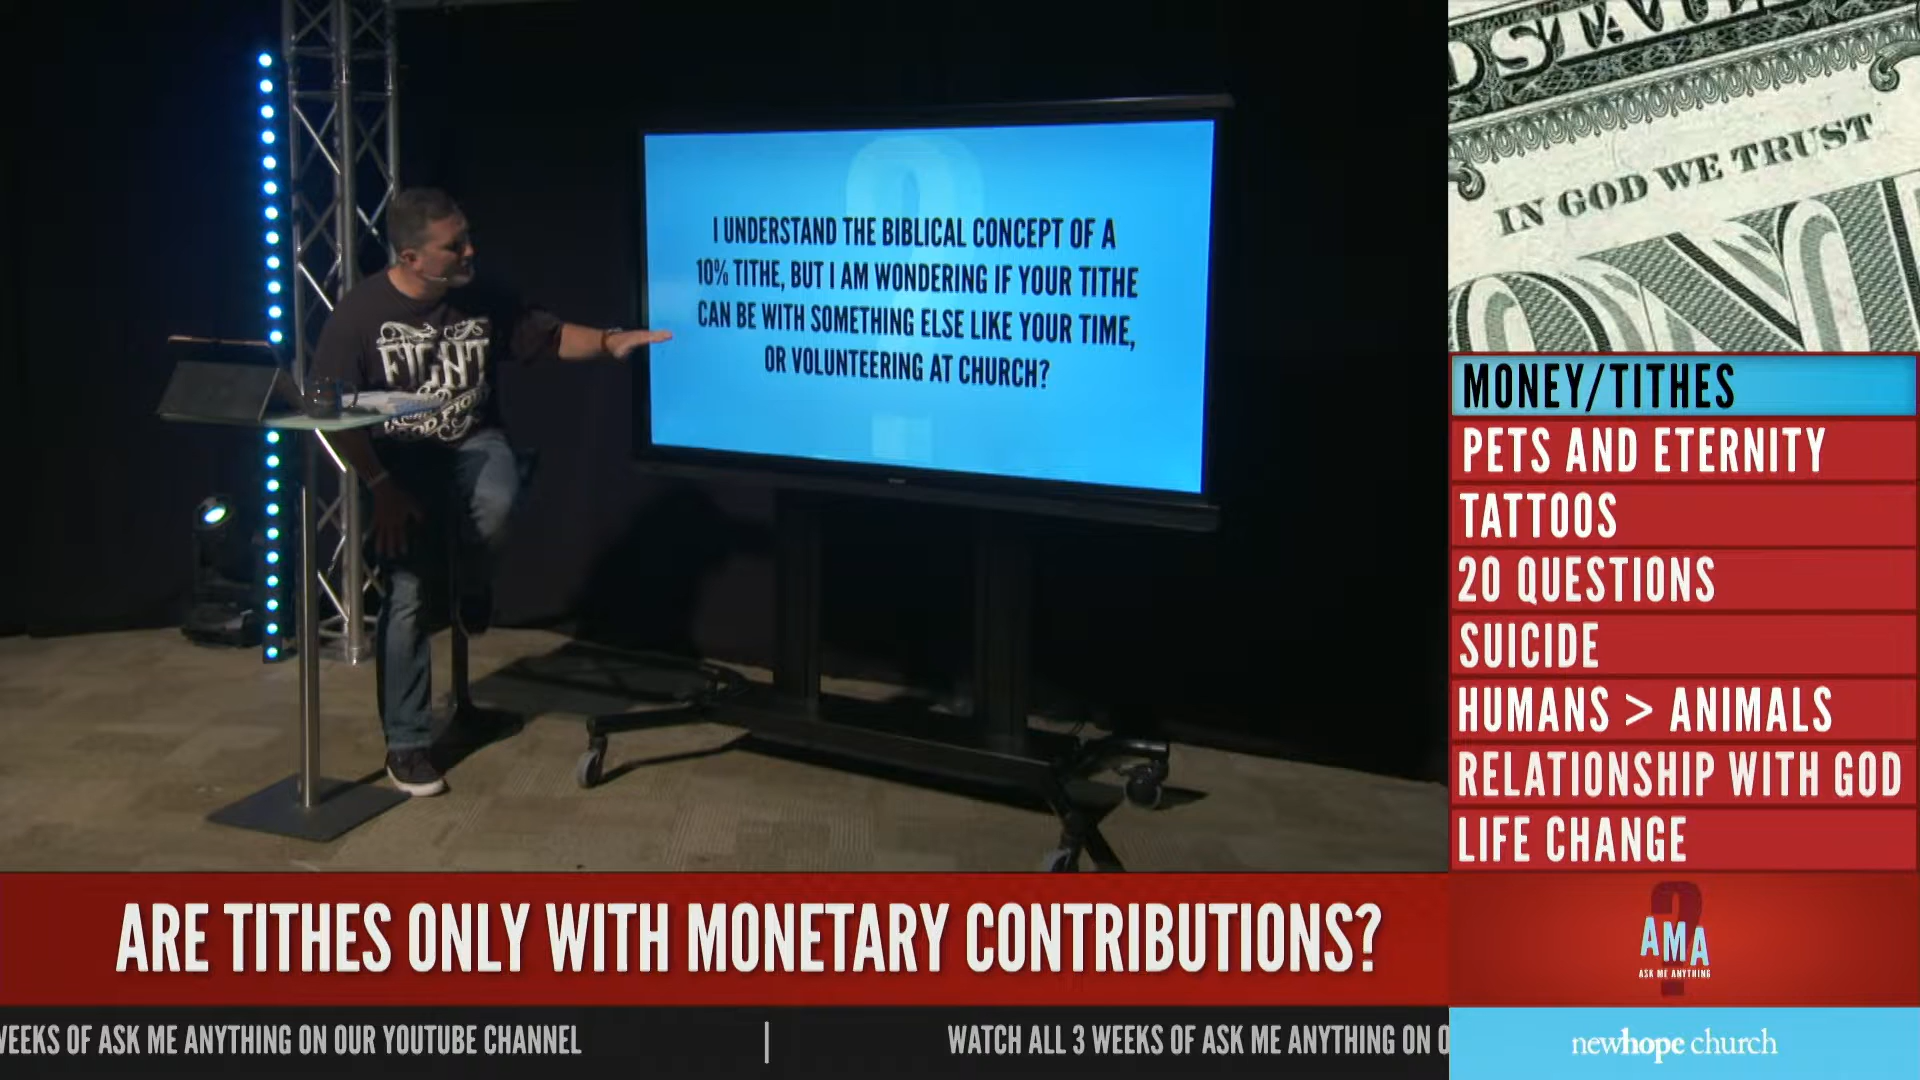 I UNDERSTAND THE BIBLICAL CONCEPT OF A
10% TITHE, BUT I AM WONDERING IF YOUR TITHE
CAN BE WITH SOMETHING ELSE LIKE YOUR TIME,
OR VOLUNTEERING AT CHURCH?
FIGHT
IN GOD WE TRUST
MONEY/TITHES
PETS AND ETERNITY
TATTOOS
20 QUESTIONS
SUICIDE
HUMANS > ANIMALS
RELATIONSHIP WITH GOD
LIFE CHANGE
ARE TITHES ONLY WITH MONETARY CONTRIBUTIONS?
?
AMA
ASK ME ANYTHING
OF ASK ME ANYTHING ON OUR YOUTUBE CHANNEL | WATCH ALL 3 WEEKS OF ASK ME ANYTHING ON
newhope church